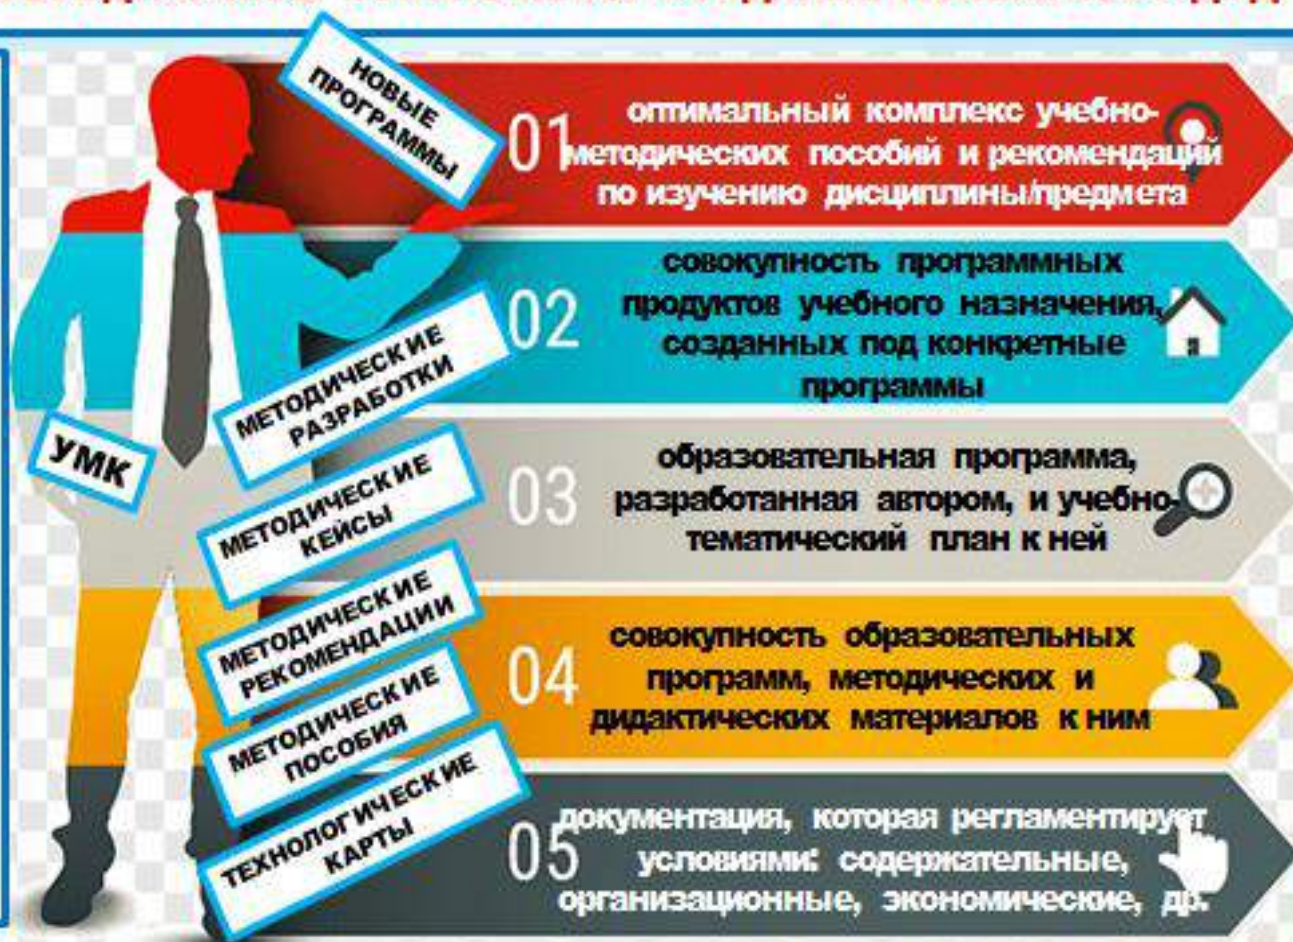 НОВЫЕ
ПРОГРАММЫ
01
оптимальный комплекс учебно-
методических пособий и рекомендаций
по изучению дисциплины/предмета
02
совокупность программных
продуктов учебного назначения,
созданных под конкретные
программы
МЕТОДИЧЕСКИЕ
РАЗРАБОТКИ
УМК
03
образовательная программа,
разработанная автором, и учебно-
тематический план к ней
МЕТОДИЧЕСКИЕ
КЕЙСЫ
МЕТОДИЧЕСКИЕ
РЕКОМЕНДАЦИИ
04
совокупность образовательных
программ, методических и
дидактических материалов к ним
МЕТОДИЧЕСКИЕ
ПОСОБИЯ
ТЕХНОЛОГИЧЕСКИЕ
КАРТЫ
05
документация, которая регламентирует
условиями: содержательные,
организационные, экономические, др.